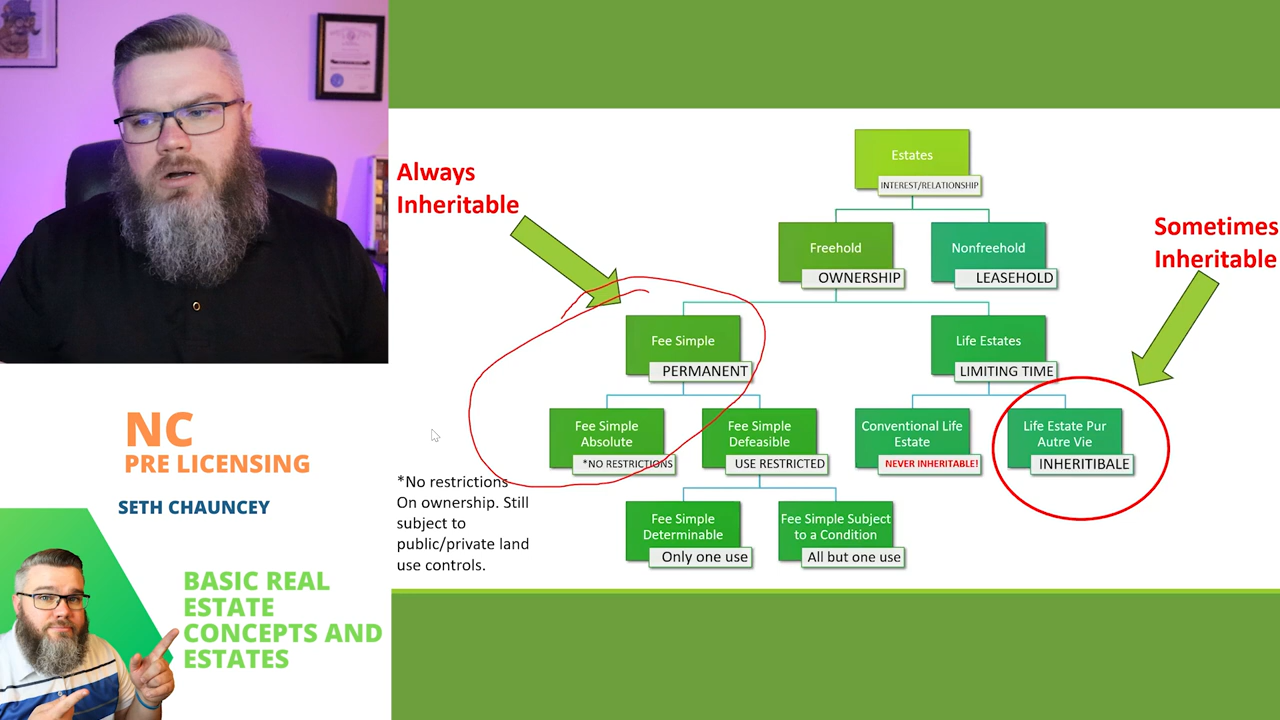 Always
Inheritable
Estates
INTEREST/RELATIONSHIP
Sometimes
Inheritable
Freehold
OWNERSHIP
Nonfreehold
LEASEHOLD
Fee Simple
PERMANENT
Life Estates
LIMITING TIME
Fee Simple
Absolute
*NO RESTRICTIONS
Fee Simple
Defeasible
USE RESTRICTED
Conventional Life
Estate
NEVER INHERITABLE!
Life Estate Pur
Autre Vie
INHERITIBALE
*No restrictions
On ownership. Still
subject to
public/private land
use controls.
Fee Simple
Determinable
Only one use
Fee Simple Subject
to a Condition
All but one use
NC
PRE LICENSING
SETH CHAUNCEY
BASIC REAL
ESTATE
CONCEPTS AND
ESTATES